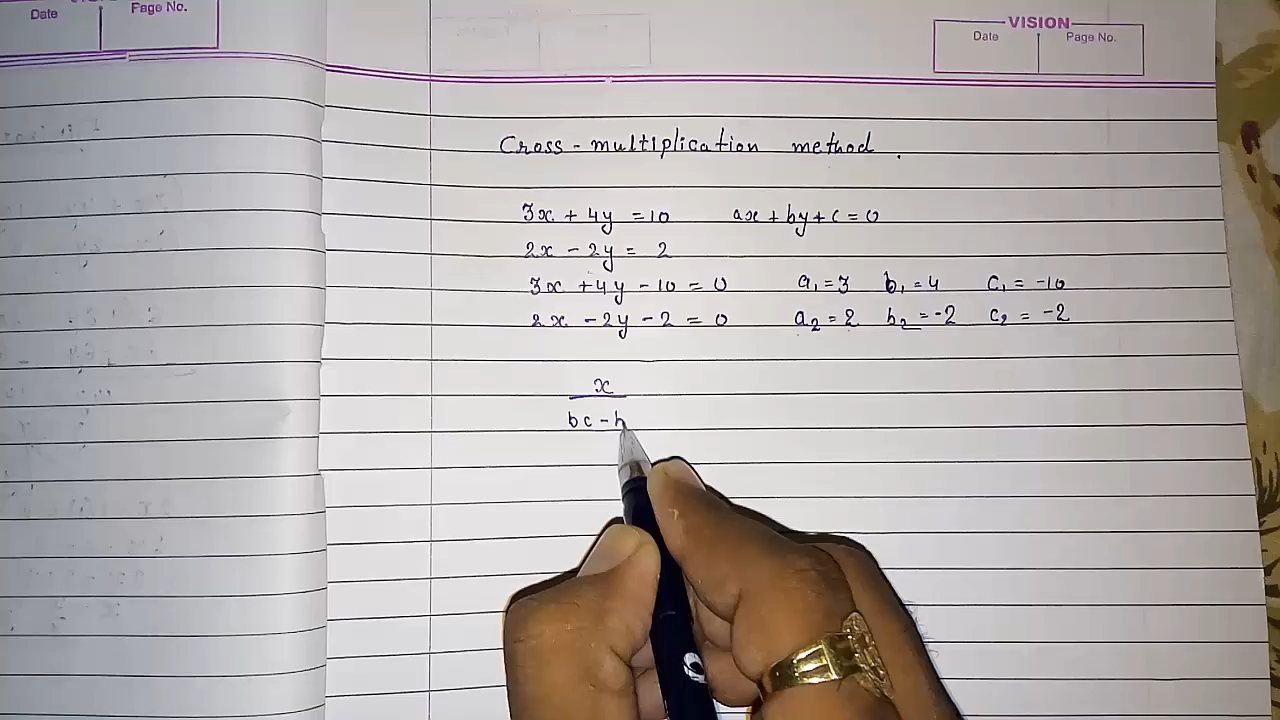 Date Page No.
VISION
Date Page No.
Cross - multiplication method .
3x + 4y = 10 ax + by + c = 0
2x - 2y = 2
3x + 4y - 10 = 0 a₁ = 3 b₁ = 4 c₁ = -10
2x - 2y - 2 = 0 a₂ = 2 b₂ = -2 c₂ = -2
x
bc - b